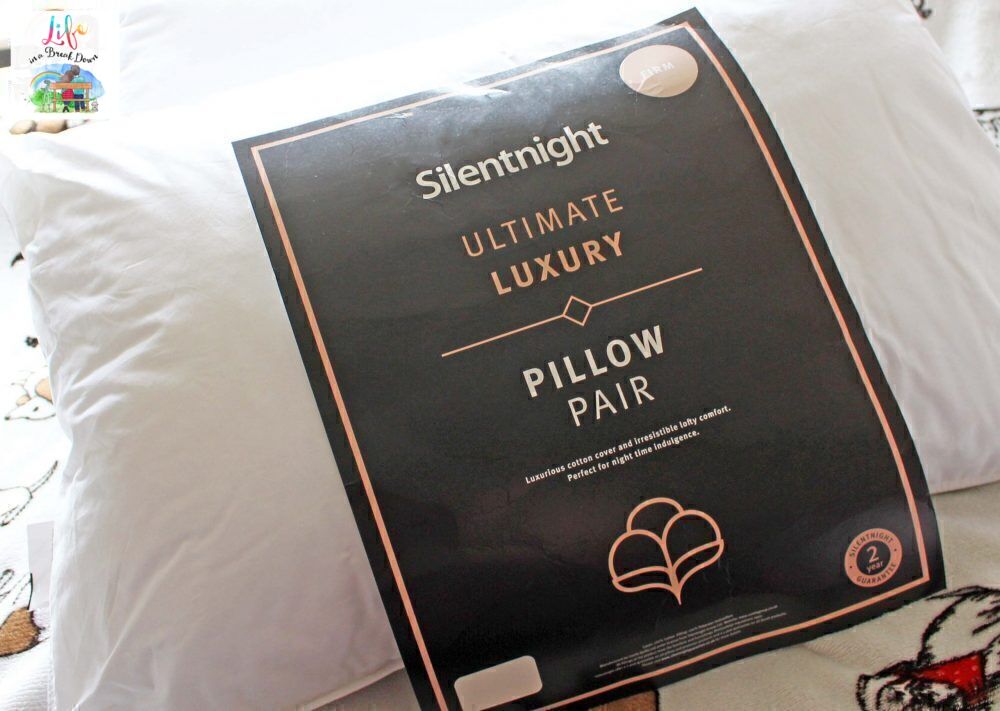 Life
in a Break Down
FIRM
Silentnight
ULTIMATE
LUXURY
PILLOW
PAIR
Luxurious cotton cover and irresistible lofty comfort.
Perfect for night time indulgence.
SILENTNIGHT
2
year
GUARANTEE